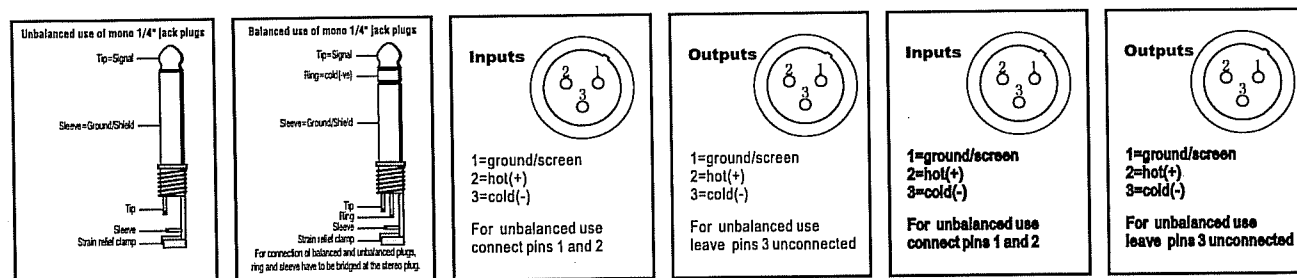 Unbalanced use of mono 1/4" jack plugs
Tip=Signal
Sleeve=Ground/Shield
Tip
Sleeve
Strain relief clamp
Balanced use of mono 1/4" jack plugs
Tip=Signal
Ring=cold(-ve)
Sleeve=Ground/Shield
Tip
Ring
Sleeve
Strain relief clamp
For connection of balanced and unbalanced plugs,
ring and sleeve have to be bridged at the stereo plug.
Inputs
2 1
3
1=ground/screen
2=hot(+)
3=cold(-)
For unbalanced use
connect pins 1 and 2
Outputs
2 1
3
1=ground/screen
2=hot(+)
3=cold(-)
For unbalanced use
leave pins 3 unconnected
Inputs
2 1
3
1=ground/screen
2=hot(+)
3=cold(-)
For unbalanced use
connect pins 1 and 2
Outputs
2 1
3
1=ground/screen
2=hot(+)
3=cold(-)
For unbalanced use
leave pins 3 unconnected